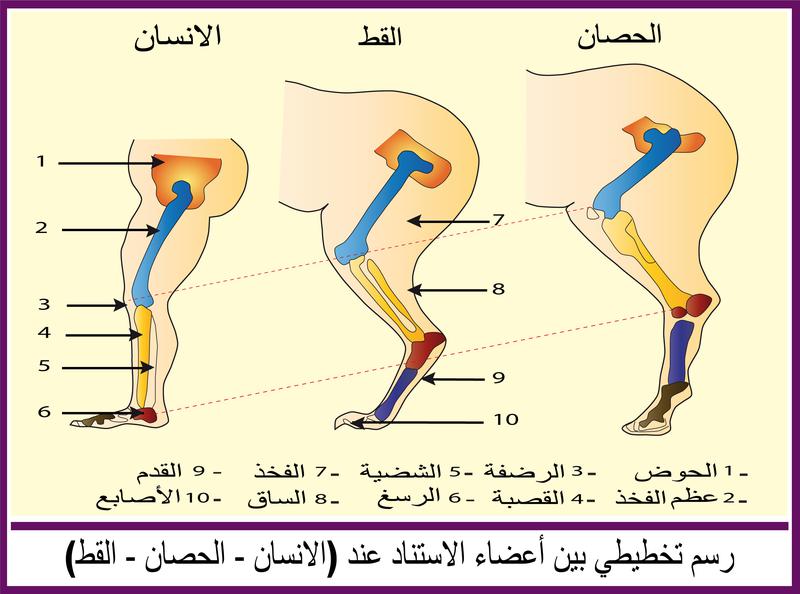 الحصان
القط
الانسان
1
2
3
4
5
6
7
8
9
10
1- الحوض 3- الرضفة 5- الشضية 7- الفخذ 9- القدم
2- عظم الفخذ 4- القصبة 6- الرسغ 8- الساق 10- الأصابع
رسم تخطيطي بين أعضاء الاستناد عند (الانسان - الحصان - القط)